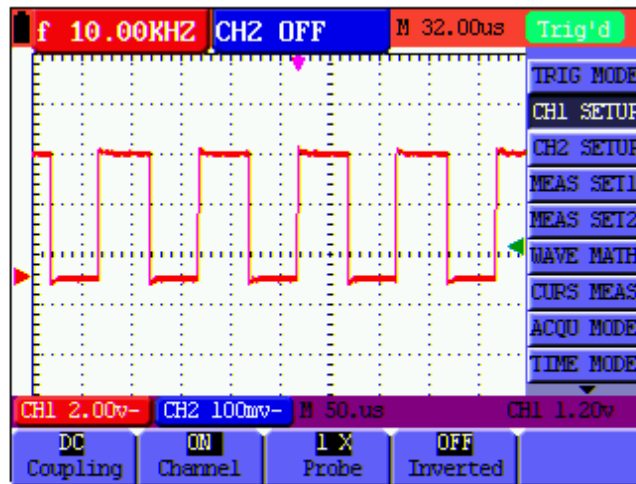 f 10.00KHZ CH2 OFF M 32.00us Trig'd
TRIG MODE
CH1 SETUP
CH2 SETUP
MEAS SET1
MEAS SET2
WAVE MATH
CURS MEAS
ACQU MODE
TIME MODE
CH1 2.00v- CH2 100mv- M 50.us CH1 1.20v
DC ON 1 X OFF
Coupling Channel Probe Inverted